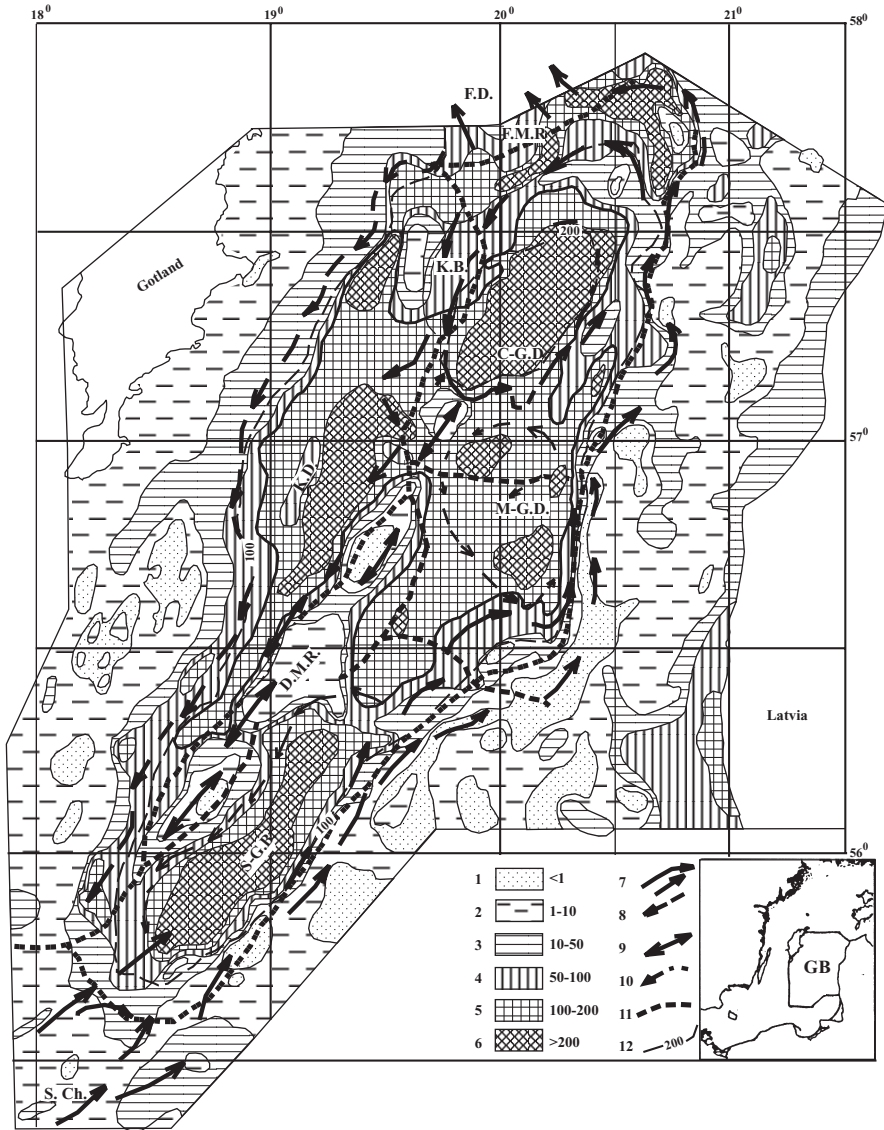 18⁰ 19⁰ 20⁰ 21⁰ 58⁰
F.D.
F.M.R.
200
K.B.
Gotland
C-G.D.
57⁰
K.D.
M-G.D.
100
D.M.R.
Latvia
100
S-G.D.
56⁰
1 <1
2 1-10
3 10-50
4 50-100
5 100-200
6 >200
7
8
9
10
11
12 200
GB
S. Ch.